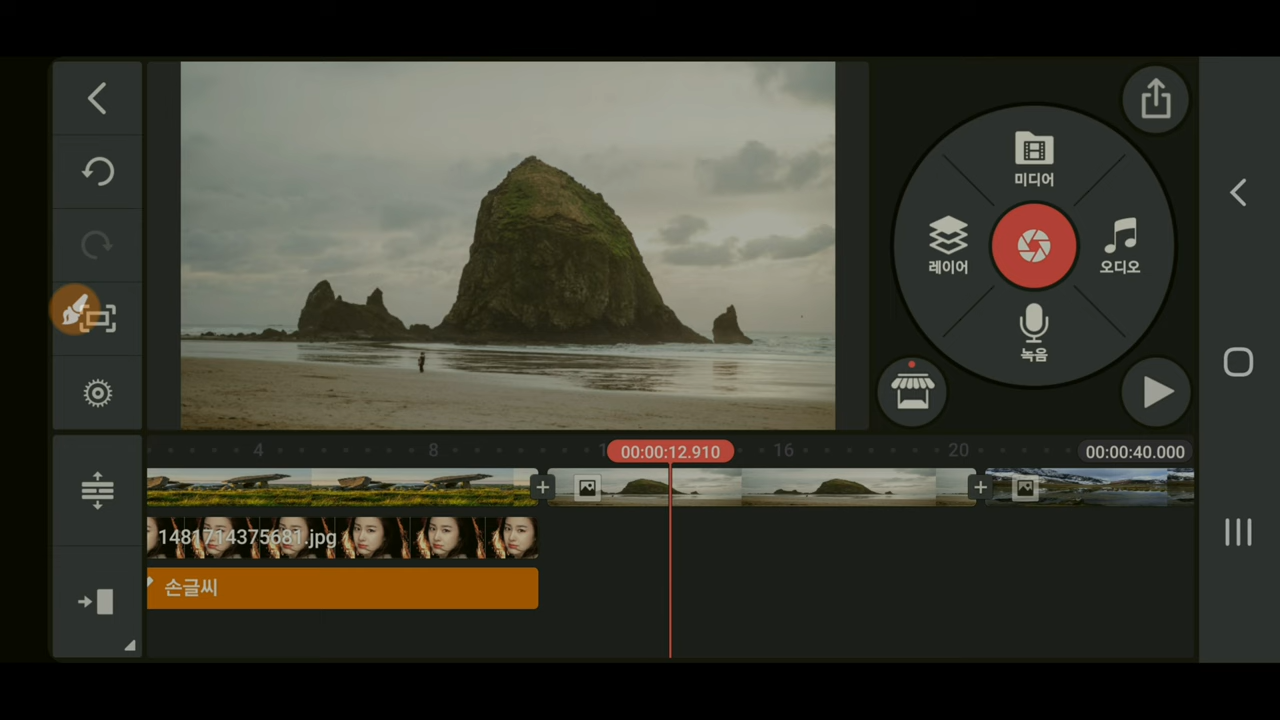 미디어
레이어
오디오
녹음
4
8
00:00:12.910
16
20
00:00:40.000
1481714375681.jpg
손글씨